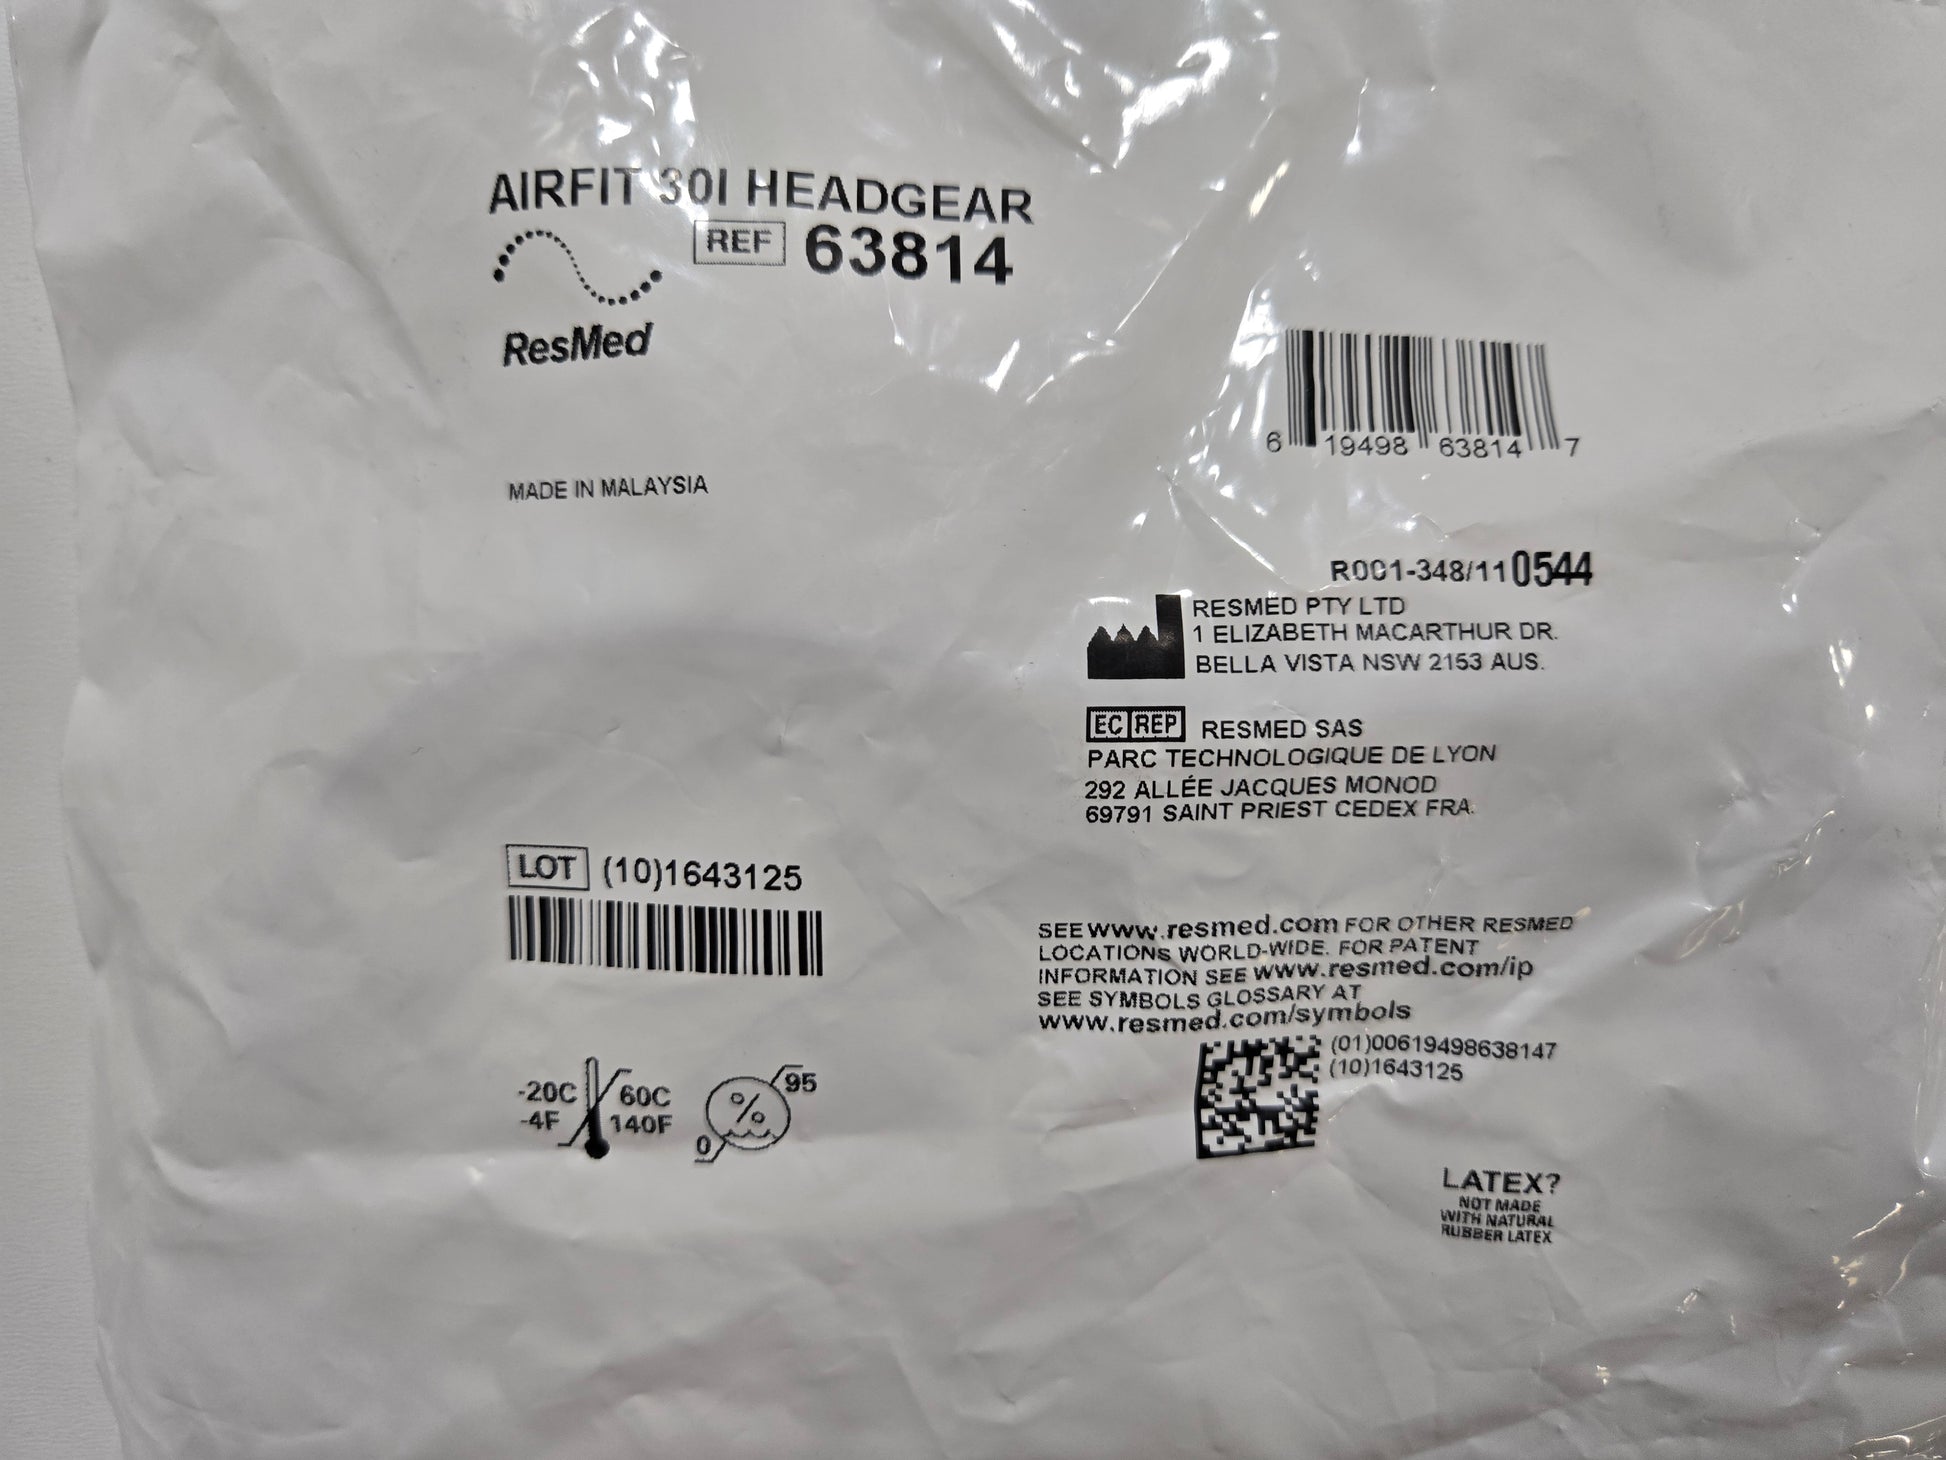 AIRFIT 30I HEADGEAR
REF 63814
ResMed
MADE IN MALAYSIA
6 19498 63814 7
R001-348/11 0544
RESMED PTY LTD
1 ELIZABETH MACARTHUR DR.
BELLA VISTA NSW 2153 AUS.
EC REP RESMED SAS
PARC TECHNOLOGIQUE DE LYON
292 ALLÉE JACQUES MONOD
69791 SAINT PRIEST CEDEX FRA.
LOT (10)1643125
SEE www.resmed.com FOR OTHER RESMED
LOCATIONS WORLD-WIDE. FOR PATENT
INFORMATION SEE www.resmed.com/ip
SEE SYMBOLS GLOSSARY AT
www.resmed.com/symbols
(01)00619498638147
(10)1643125
-20C 60C
-4F 140F
% 95
0
LATEX?
NOT MADE
WITH NATURAL
RUBBER LATEX